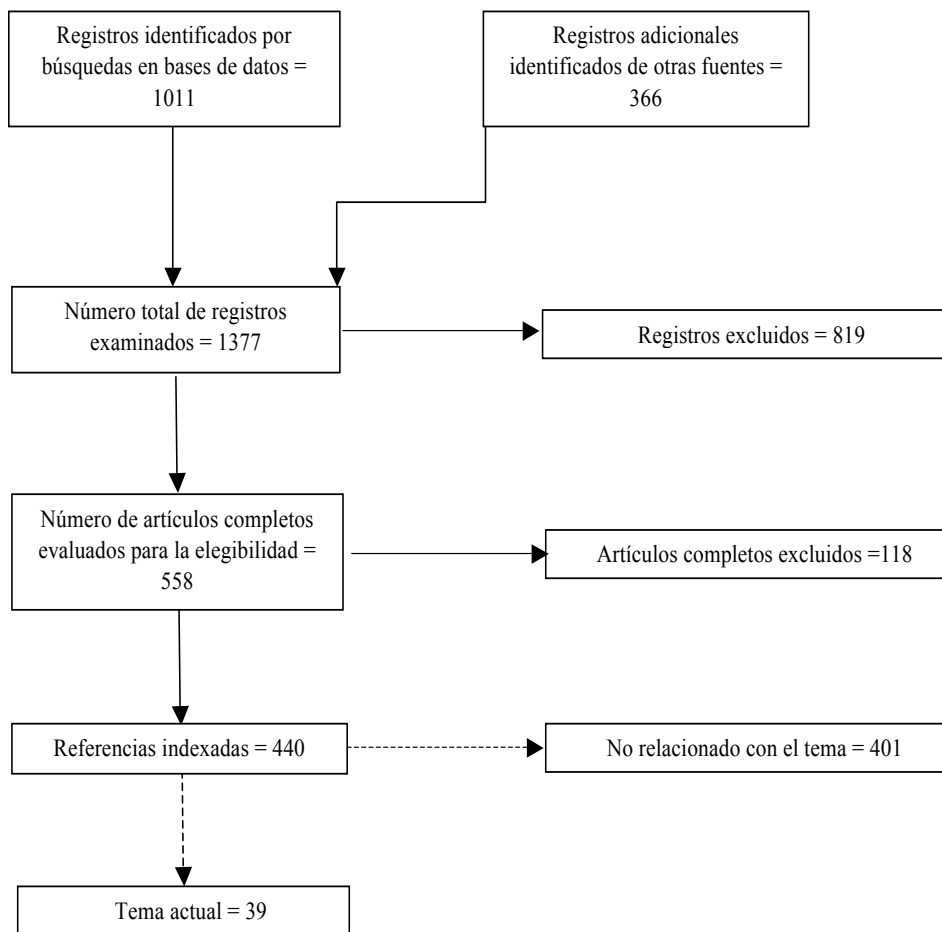 Registros identificados por
búsquedas en bases de datos =
1011
Registros adicionales
identificados de otras fuentes =
366
Número total de registros
examinados = 1377
Registros excluidos = 819
Número de artículos completos
evaluados para la elegibilidad =
558
Artículos completos excluidos =118
Referencias indexadas = 440
No relacionado con el tema = 401
Tema actual = 39